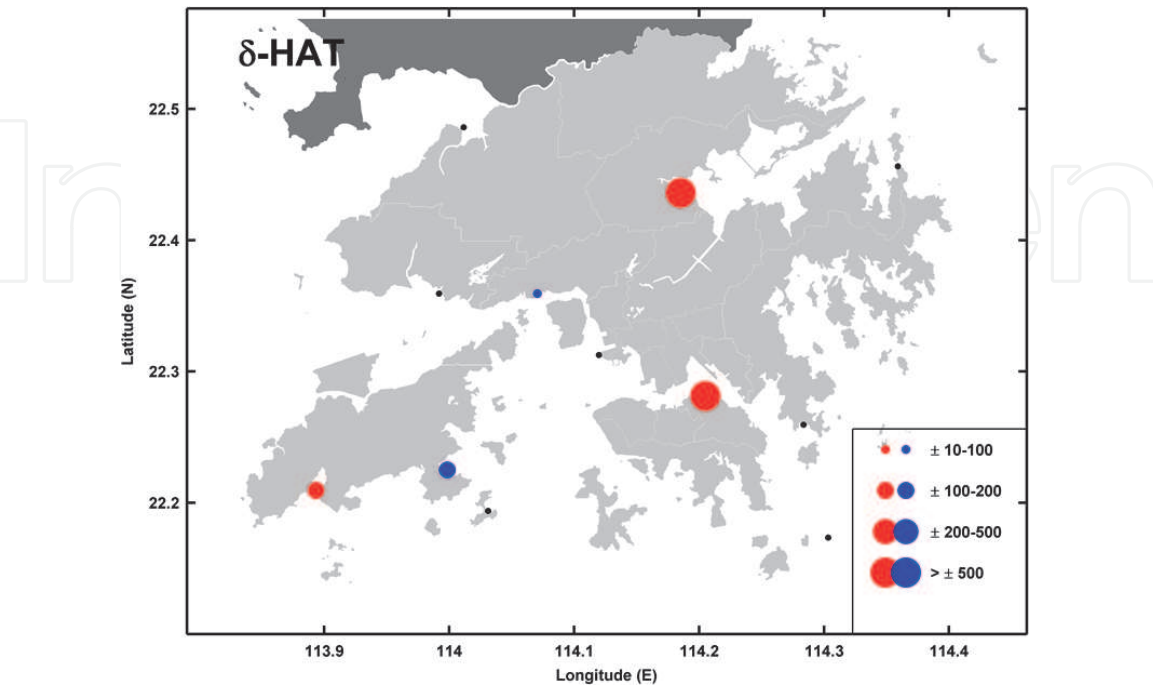 δ-HAT
22.5
22.4
22.3
22.2
Latitude (N)
± 10-100
± 100-200
± 200-500
> ± 500
113.9 114 114.1 114.2 114.3 114.4
Longitude (E)